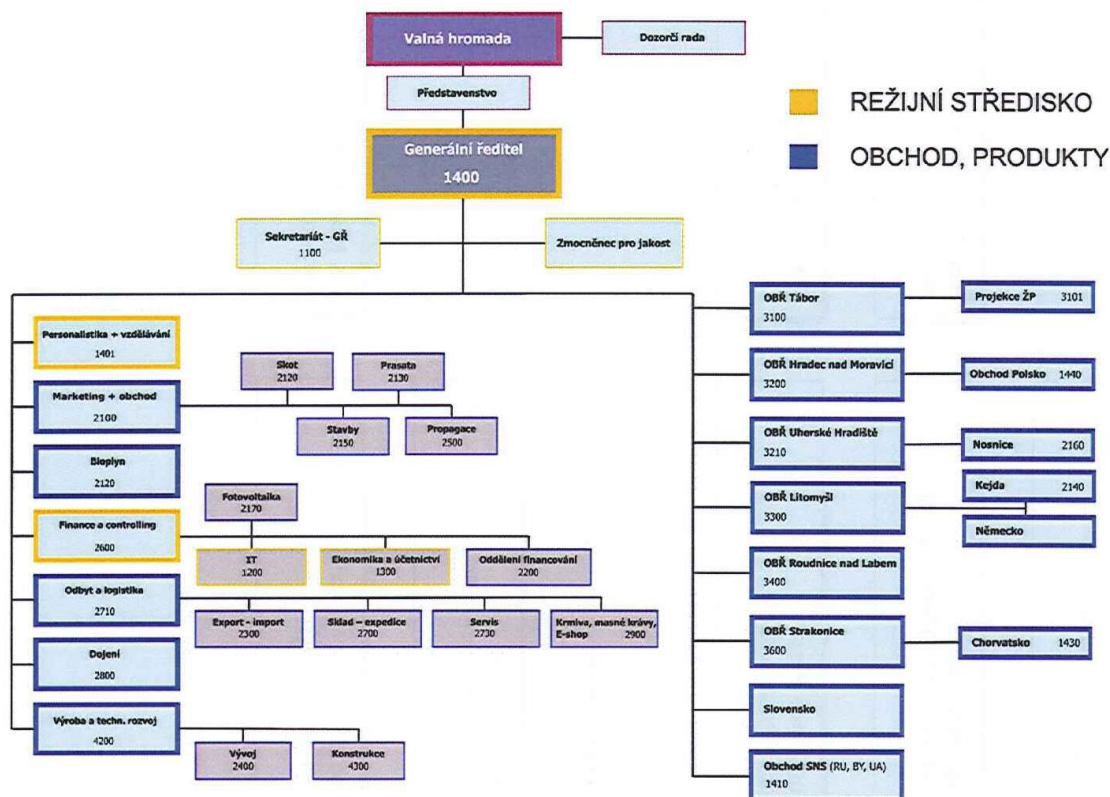 Valná hromada
Dozorčí rada
Představenstvo
REŽIJNÍ STŘEDISKO
OBCHOD, PRODUKTY
Generální ředitel
1400
Sekretariát - GŘ
1100
Zmocněnec pro jakost
Personalistika + vzdělávání
1401
Marketing + obchod
2100
Skot
2120
Prasata
2130
Stavby
2150
Propagace
2500
Bioplyn
2120
Finance a controlling
2600
Fotovoltaika
2170
IT
1200
Ekonomika a účetnictví
1300
Oddělení financování
2200
Odbyt a logistika
2710
Export - import
2300
Sklad – expedice
2700
Servis
2730
Krmiva, masné krávy,
E-shop 2900
Dojení
2800
Výroba a techn. rozvoj
4200
Vývoj
2400
Konstrukce
4300
OBŘ Tábor
3100
Projekce ŽP 3101
OBŘ Hradec nad Moravicí
3200
Obchod Polsko 1440
OBŘ Uherské Hradiště
3210
Nosnice 2160
OBŘ Litomyšl
3300
Kejda 2140
Německo
OBŘ Roudnice nad Labem
3400
OBŘ Strakonice
3600
Chorvatsko 1430
Slovensko
Obchod SNS (RU, BY, UA)
1410